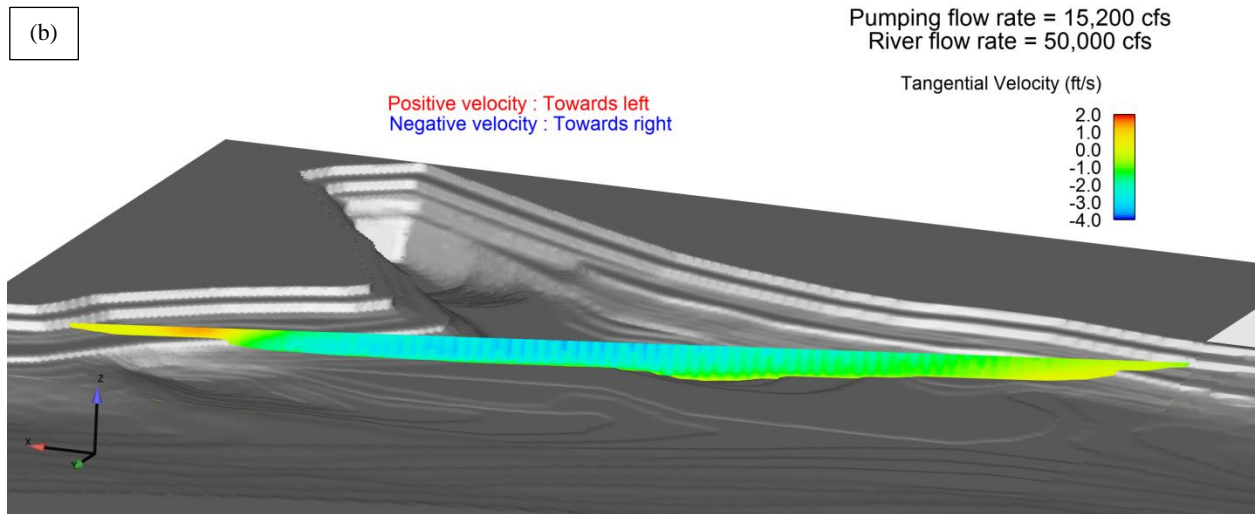 (b)
Pumping flow rate = 15,200 cfs
River flow rate = 50,000 cfs
Tangential Velocity (ft/s)
Positive velocity : Towards left
Negative velocity : Towards right
2.0
1.0
0.0
-1.0
-2.0
-3.0
-4.0
Z
X
Y